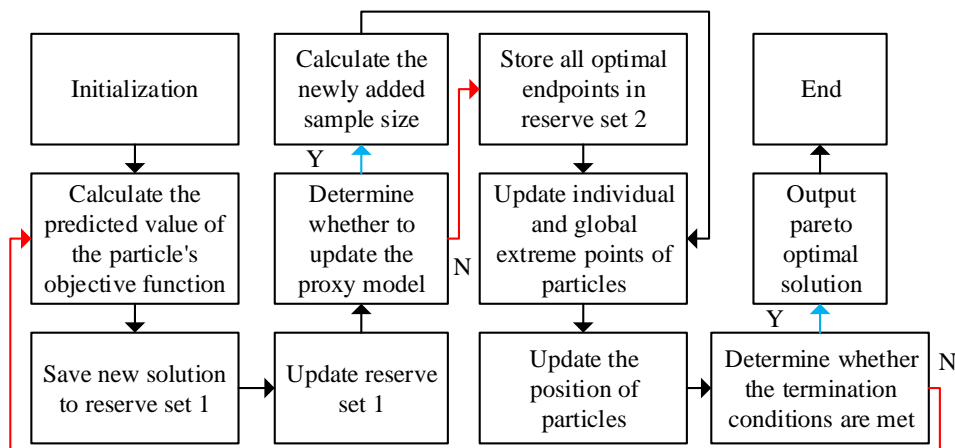 Initialization
Calculate the
predicted value of
the particle's
objective function
Save new solution
to reserve set 1
Update reserve
set 1
Determine
whether to
update the
proxy model
Y
N
Calculate the
newly added
sample size
Store all optimal
endpoints in
reserve set 2
Update individual
and global
extreme points of
particles
Update the
position of
particles
Determine whether
the termination
conditions are met
Y
N
Output
pareto
optimal
solution
End